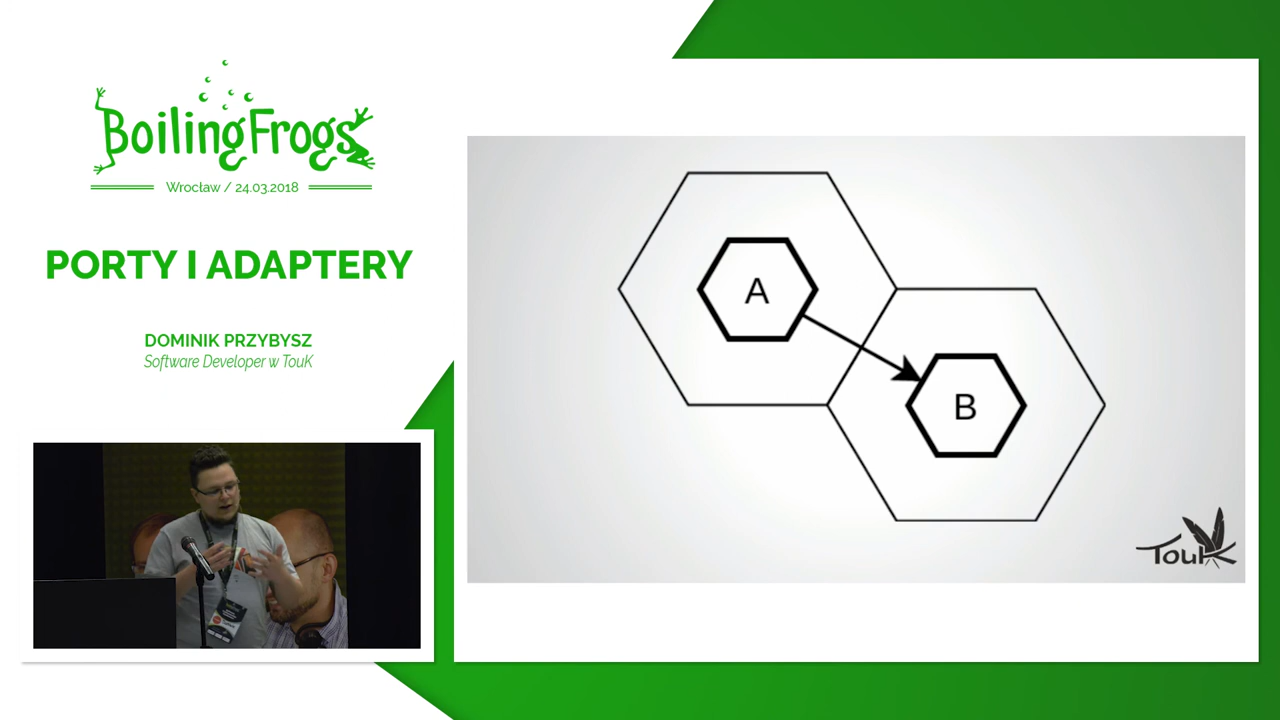 BoilingFrogs
Wrocław / 24.03.2018
PORTY I ADAPTERY
DOMINIK PRZYBYSZ
Software Developer w TouK
A
B
TouK